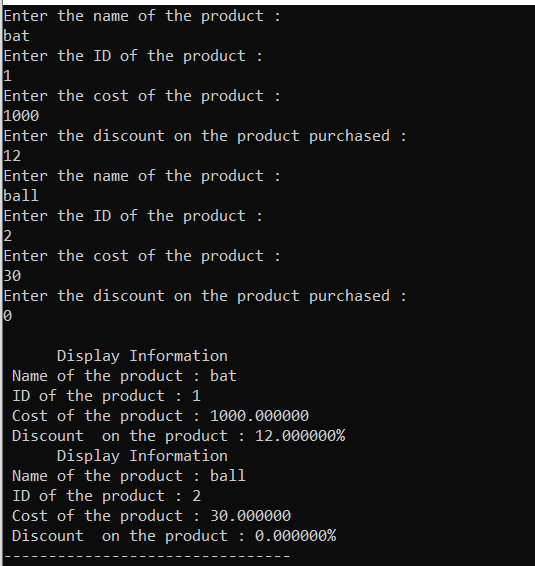 Enter the name of the product :
bat
Enter the ID of the product :
1
Enter the cost of the product :
1000
Enter the discount on the product purchased :
12
Enter the name of the product :
ball
Enter the ID of the product :
2
Enter the cost of the product :
30
Enter the discount on the product purchased :
0

      Display Information
 Name of the product : bat
 ID of the product : 1
 Cost of the product : 1000.000000
 Discount  on the product : 12.000000%
      Display Information
 Name of the product : ball
 ID of the product : 2
 Cost of the product : 30.000000
 Discount  on the product : 0.000000%
--------------------------------